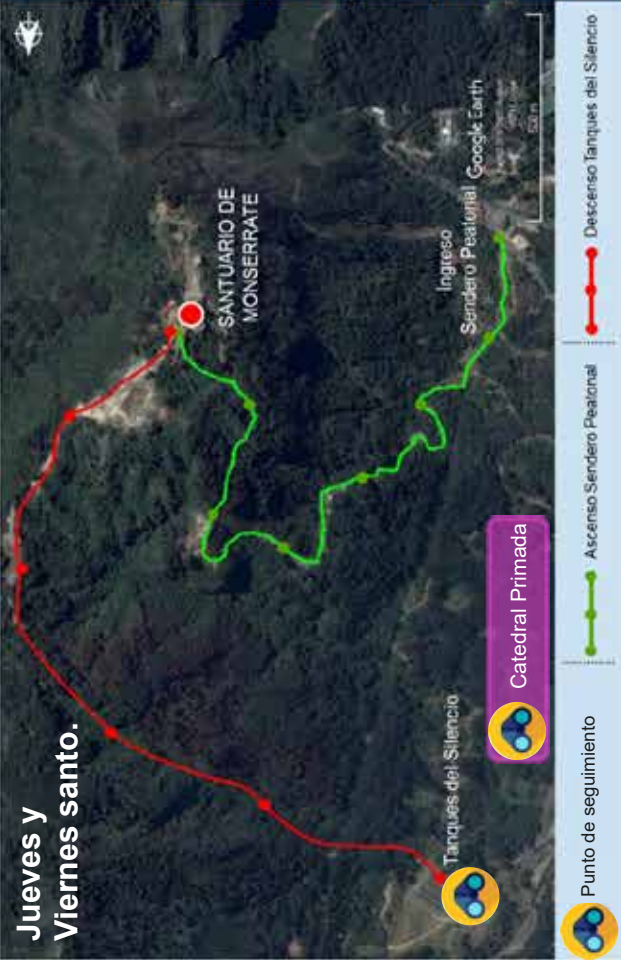 Jueves y
Viernes santo.
SANTUARIO DE
MONSERRATE
Ingreso
Sendero Peatonal
Google Earth
Tanques del Silencio
Catedral Primada
Punto de seguimiento
Ascenso Sendero Peatonal
Descenso Tanques del Silencio